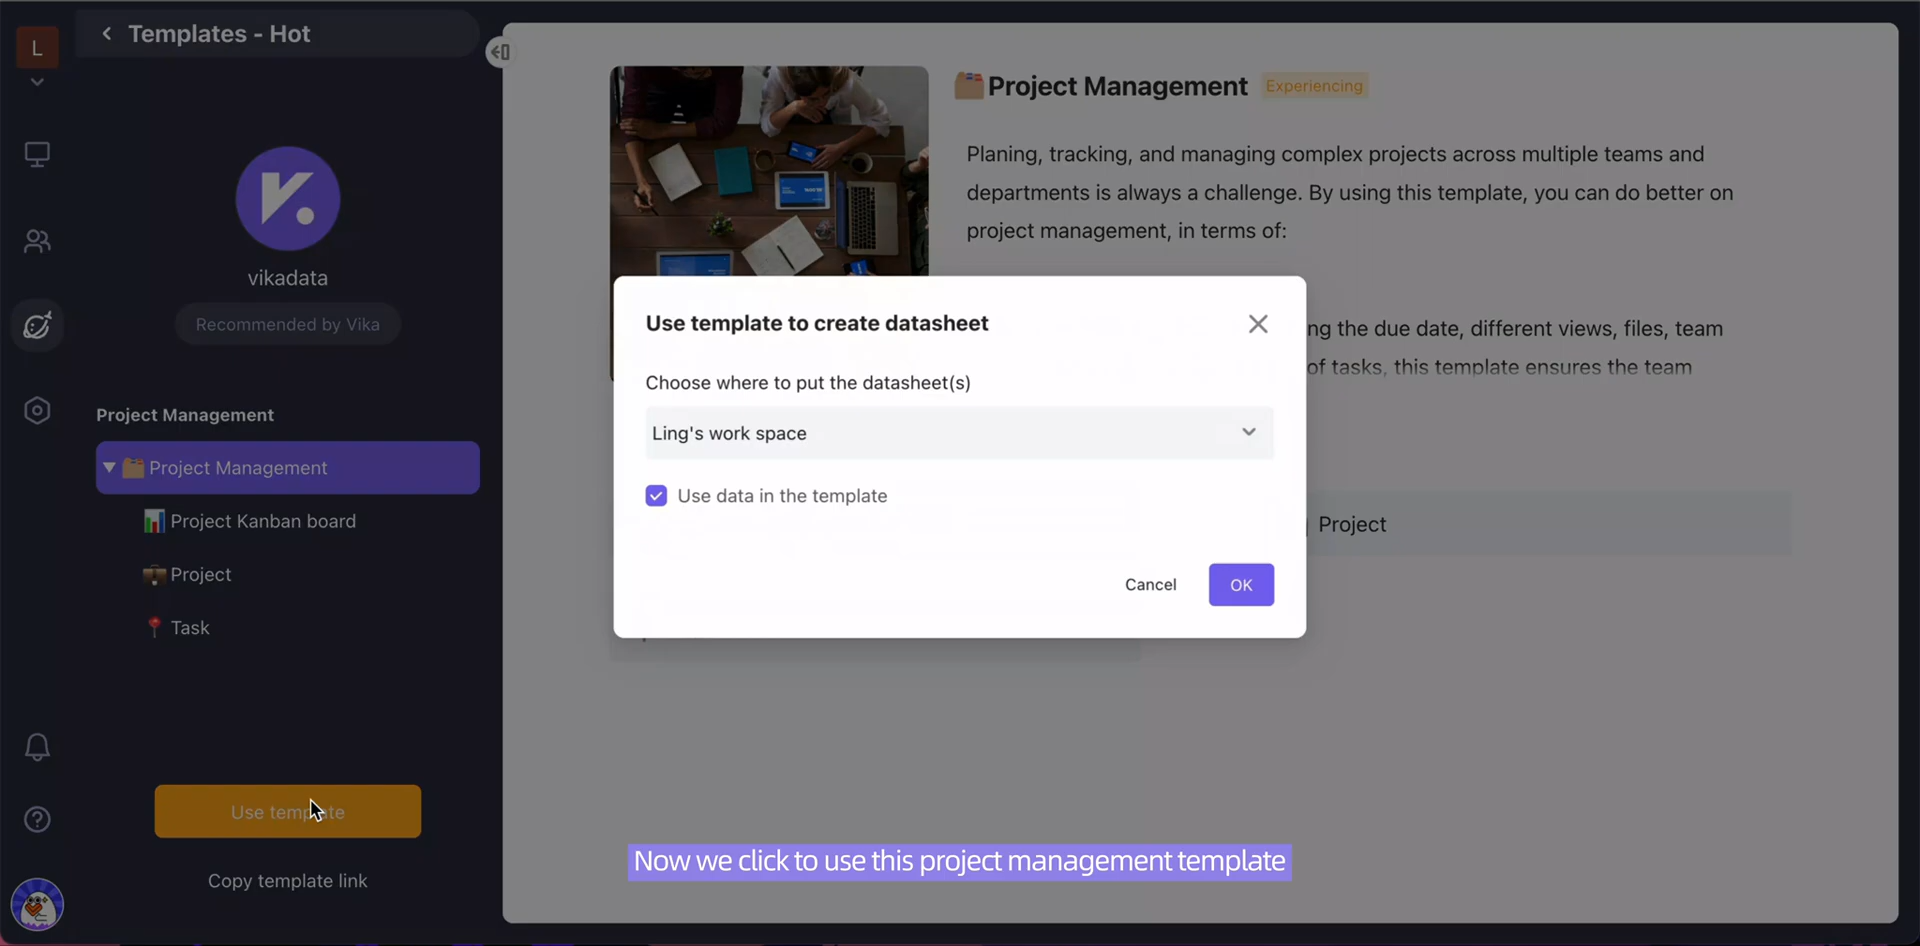 L
Templates - Hot
vikadata
Recommended by Vika
Project Management
Project Management
Project Kanban board
Project
Task
Use template
Copy template link
Project Management Experiencing
Planing, tracking, and managing complex projects across multiple teams and
departments is always a challenge. By using this template, you can do better on
project management, in terms of:
ng the due date, different views, files, team
of tasks, this template ensures the team
Project
Use template to create datasheet
Choose where to put the datasheet(s)
Ling's work space
Use data in the template
Cancel
OK
Now we click to use this project management template